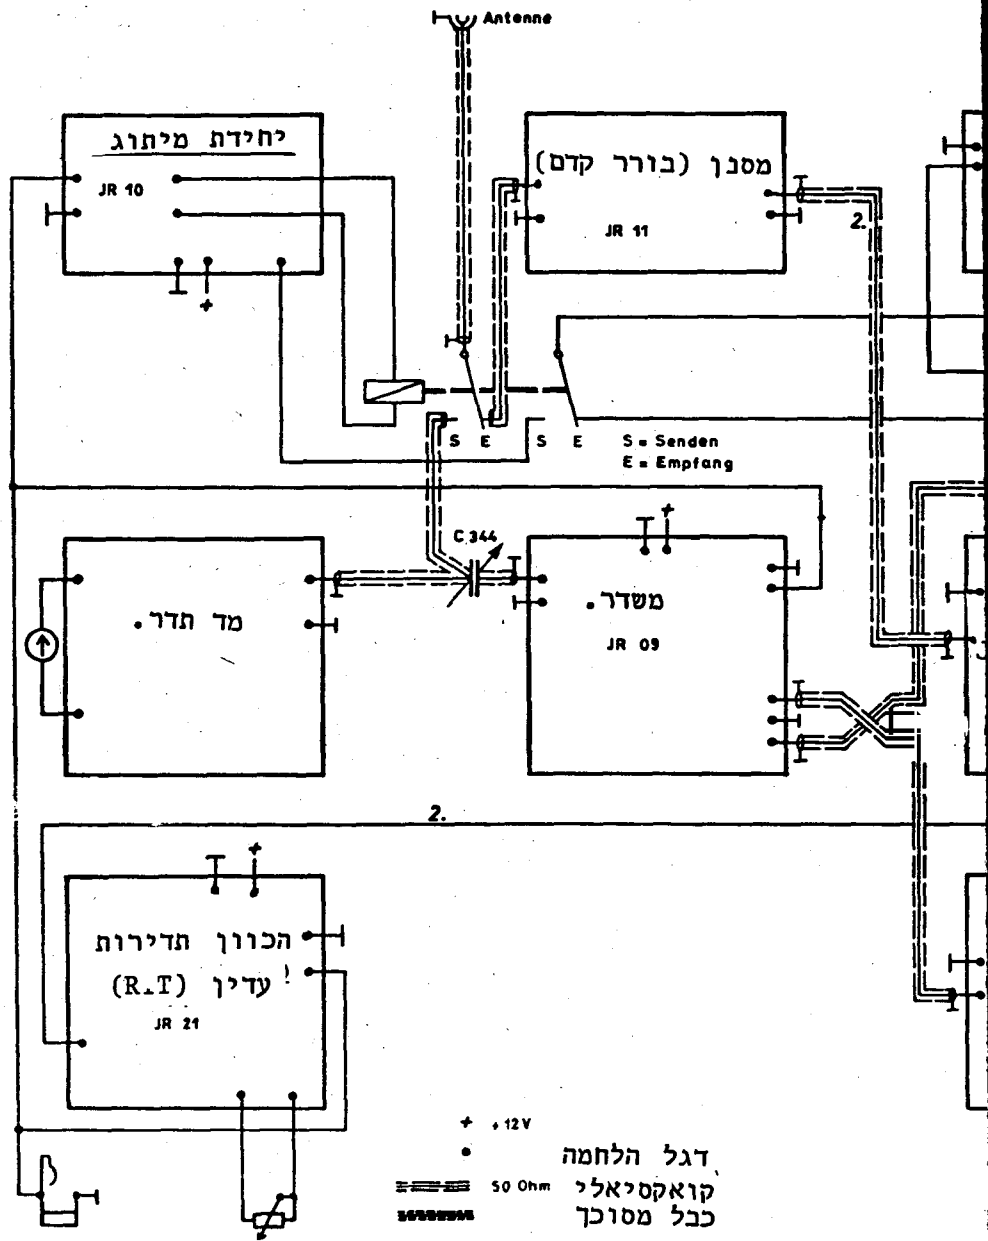 Antenne
יחידת מיתוג
JR 10
+
מסנן (בורר קדם)
JR 11
2.
S E S E
S = Senden
E = Empfang
C 344
+
מד תדר.
משדר.
JR 09
2.
+
הכוון תדירות
עדין (R.T)
JR 21
+ +12V
דגל הלחמה
50 Ohm קואקסיאלי
כבל מסוכך